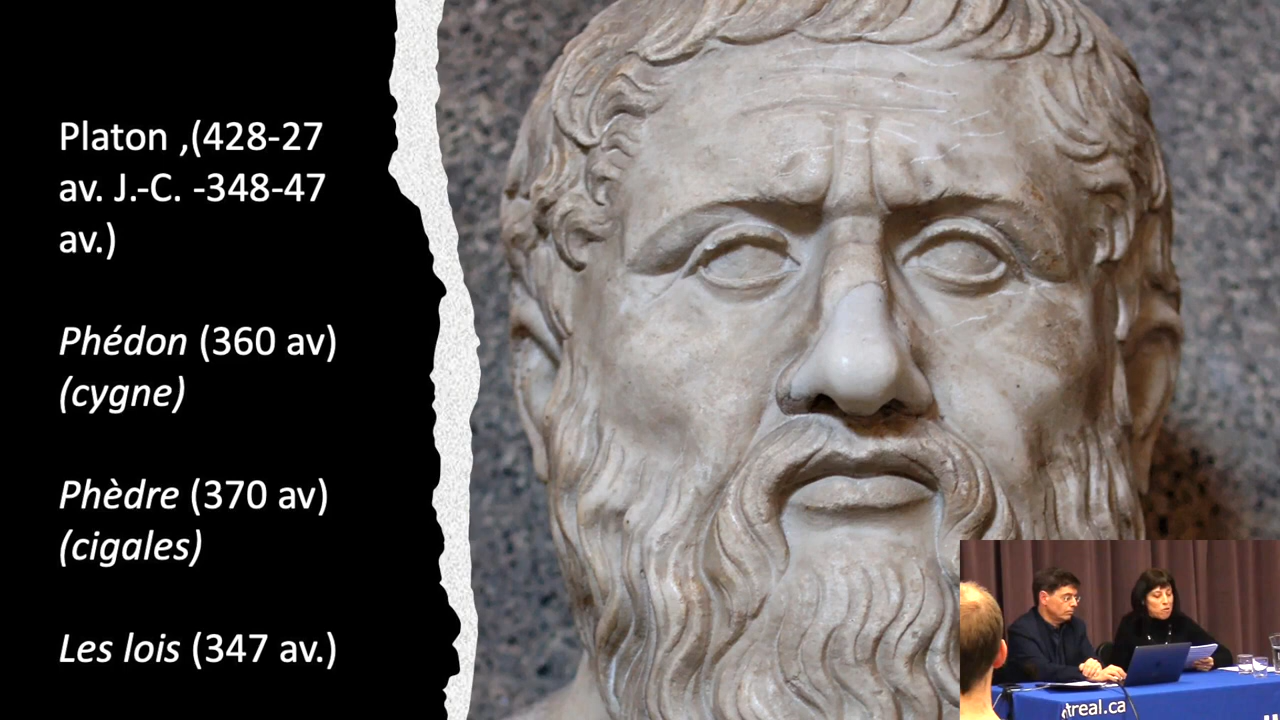 Platon ,(428-27
av. J.-C. -348-47
av.)
Phédon (360 av)
(cygne)
Phèdre (370 av)
(cigales)
Les lois (347 av.)
treal.ca